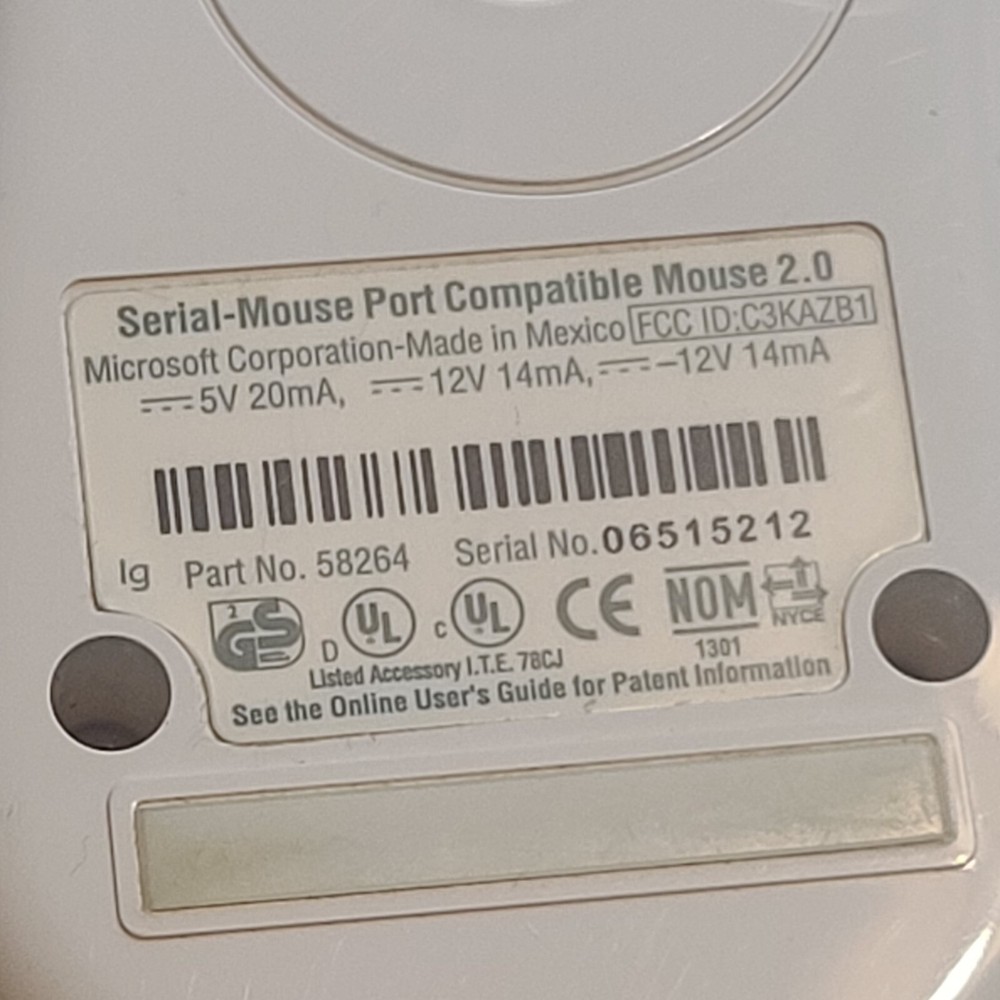 Serial-Mouse Port Compatible Mouse 2.0
Microsoft Corporation-Made in Mexico FCC ID:C3KAZB1
⎓5V 20mA, ⎓12V 14mA, ⎓-12V 14mA
Ig Part No. 58264 Serial No.06515212
GS D UL c UL CE NOM NYCE
Listed Accessory I.T.E. 78CJ 1301
See the Online User's Guide for Patent Information